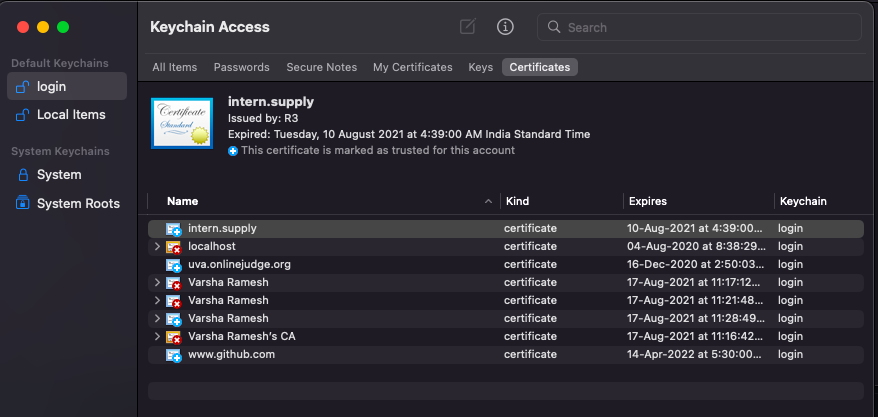 Keychain Access
Search
Default Keychains
login
Local Items
System Keychains
System
System Roots
All Items Passwords Secure Notes My Certificates Keys Certificates
Certificate
Standard
intern.supply
Issued by: R3
Expired: Tuesday, 10 August 2021 at 4:39:00 AM India Standard Time
This certificate is marked as trusted for this account
Name Kind Expires Keychain
intern.supply certificate 10-Aug-2021 at 4:39:00... login
localhost certificate 04-Aug-2020 at 8:38:29... login
uva.onlinejudge.org certificate 16-Dec-2020 at 2:50:03... login
Varsha Ramesh certificate 17-Aug-2021 at 11:17:12... login
Varsha Ramesh certificate 17-Aug-2021 at 11:21:48... login
Varsha Ramesh certificate 17-Aug-2021 at 11:28:49... login
Varsha Ramesh's CA certificate 17-Aug-2021 at 11:16:42... login
www.github.com certificate 14-Apr-2022 at 5:30:00... login